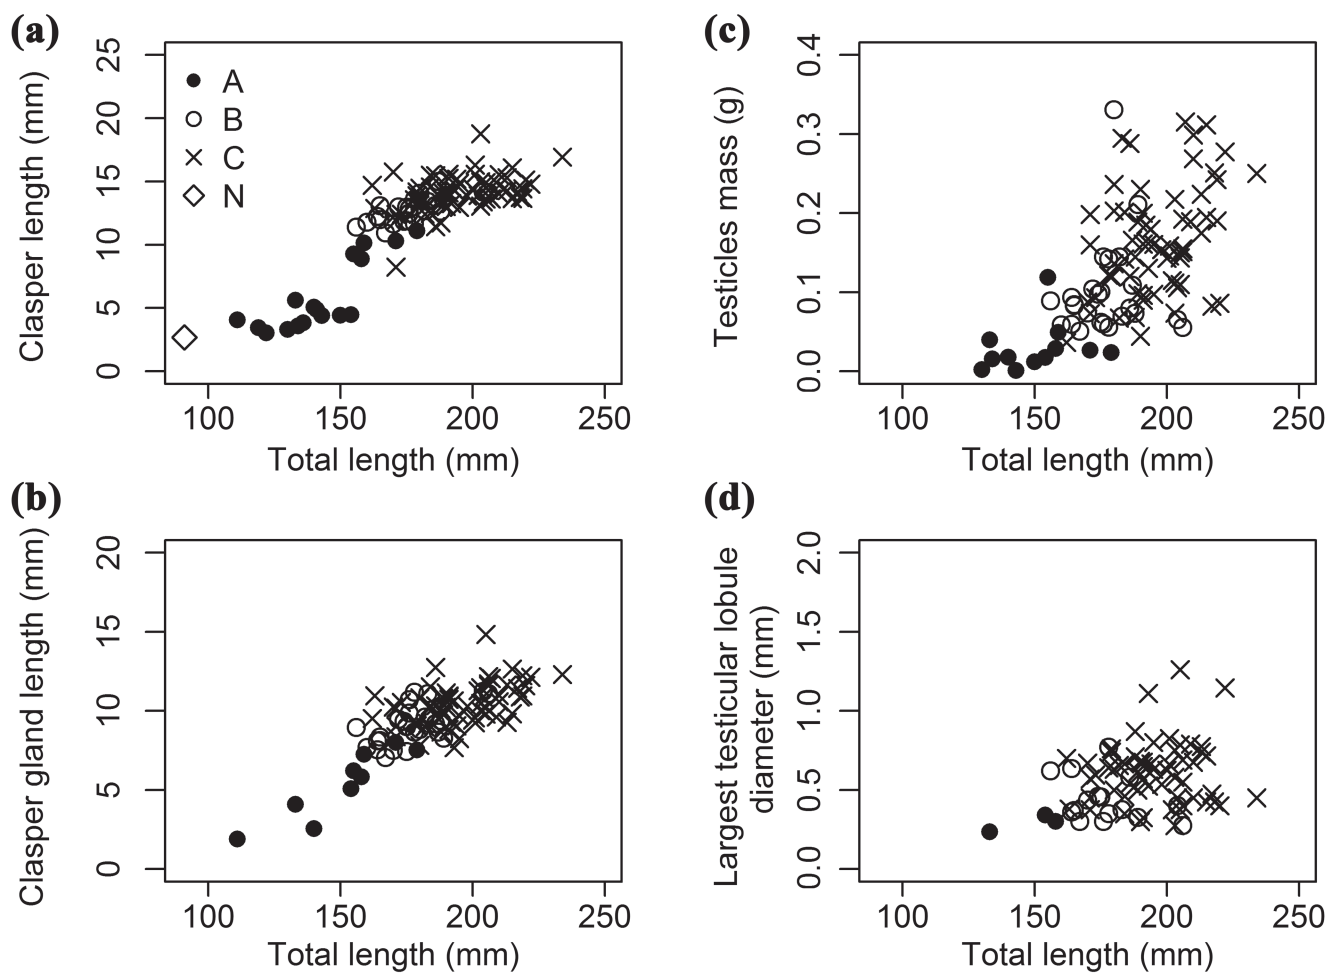 (a)
Clasper length (mm)
25
20
15
10
5
0
A
B
C
N
100 150 200 250
Total length (mm)
(c)
Testicles mass (g)
0.4
0.3
0.2
0.1
0.0
100 150 200 250
Total length (mm)
(b)
Clasper gland length (mm)
20
15
10
5
0
100 150 200 250
Total length (mm)
(d)
Largest testicular lobule
diameter (mm)
2.0
1.5
1.0
0.5
0.0
100 150 200 250
Total length (mm)